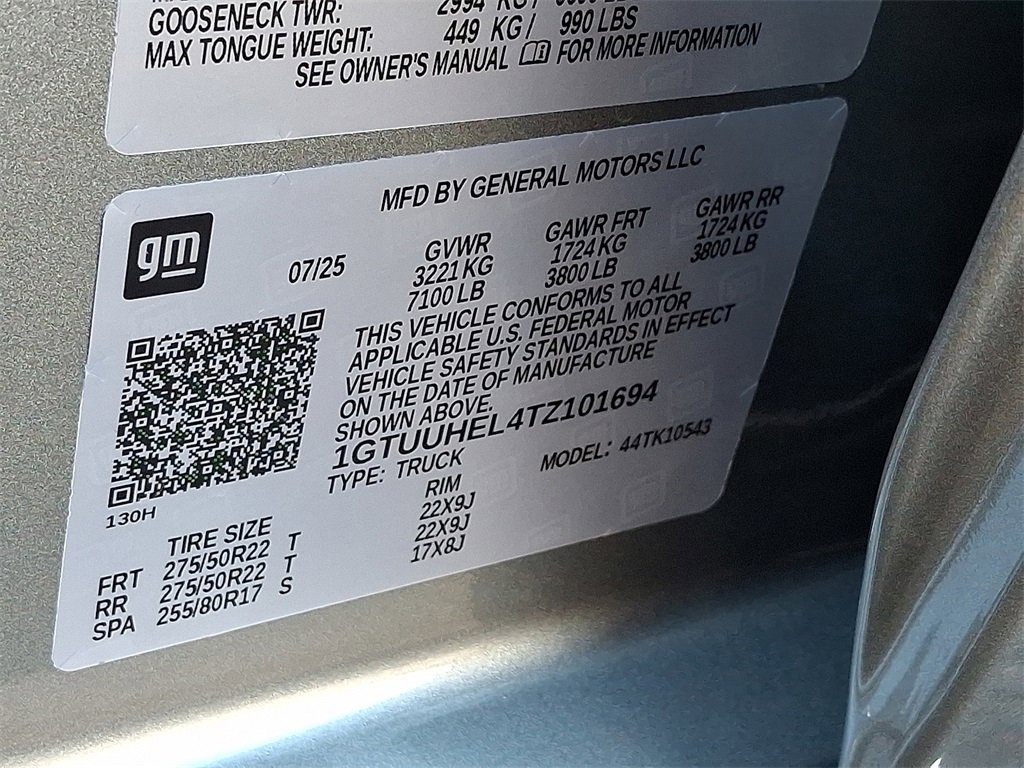 GOOSENECK TWR: 2994 KG /
MAX TONGUE WEIGHT: 449 KG / 990 LBS
SEE OWNER'S MANUAL FOR MORE INFORMATION
MFD BY GENERAL MOTORS LLC
gm
07/25
GVWR GAWR FRT GAWR RR
3221 KG 1724 KG 1724 KG
7100 LB 3800 LB 3800 LB
THIS VEHICLE CONFORMS TO ALL
APPLICABLE U.S. FEDERAL MOTOR
VEHICLE SAFETY STANDARDS IN EFFECT
ON THE DATE OF MANUFACTURE
SHOWN ABOVE.
1GTUUHEL4TZ101694
TYPE: TRUCK MODEL: 44TK10543
130H
TIRE SIZE RIM
FRT 275/50R22 T 22X9J
RR 275/50R22 T 22X9J
SPA 255/80R17 S 17X8J